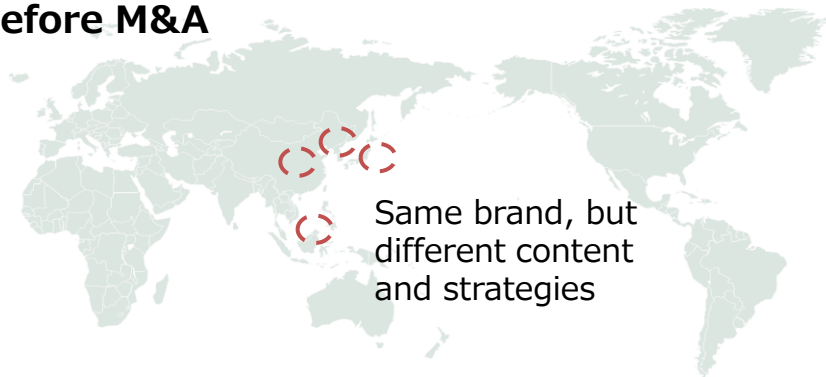 efore M&A
Same brand, but
different content
and strategies